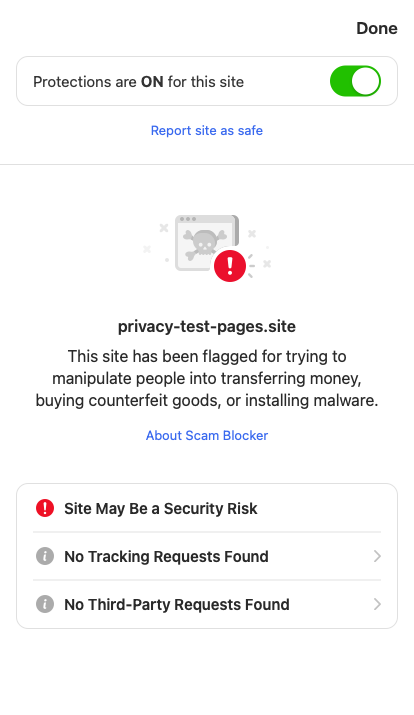 Done
Protections are ON for this site
Report site as safe
privacy-test-pages.site
This site has been flagged for trying to
manipulate people into transferring money,
buying counterfeit goods, or installing malware.
About Scam Blocker
Site May Be a Security Risk
No Tracking Requests Found
No Third-Party Requests Found